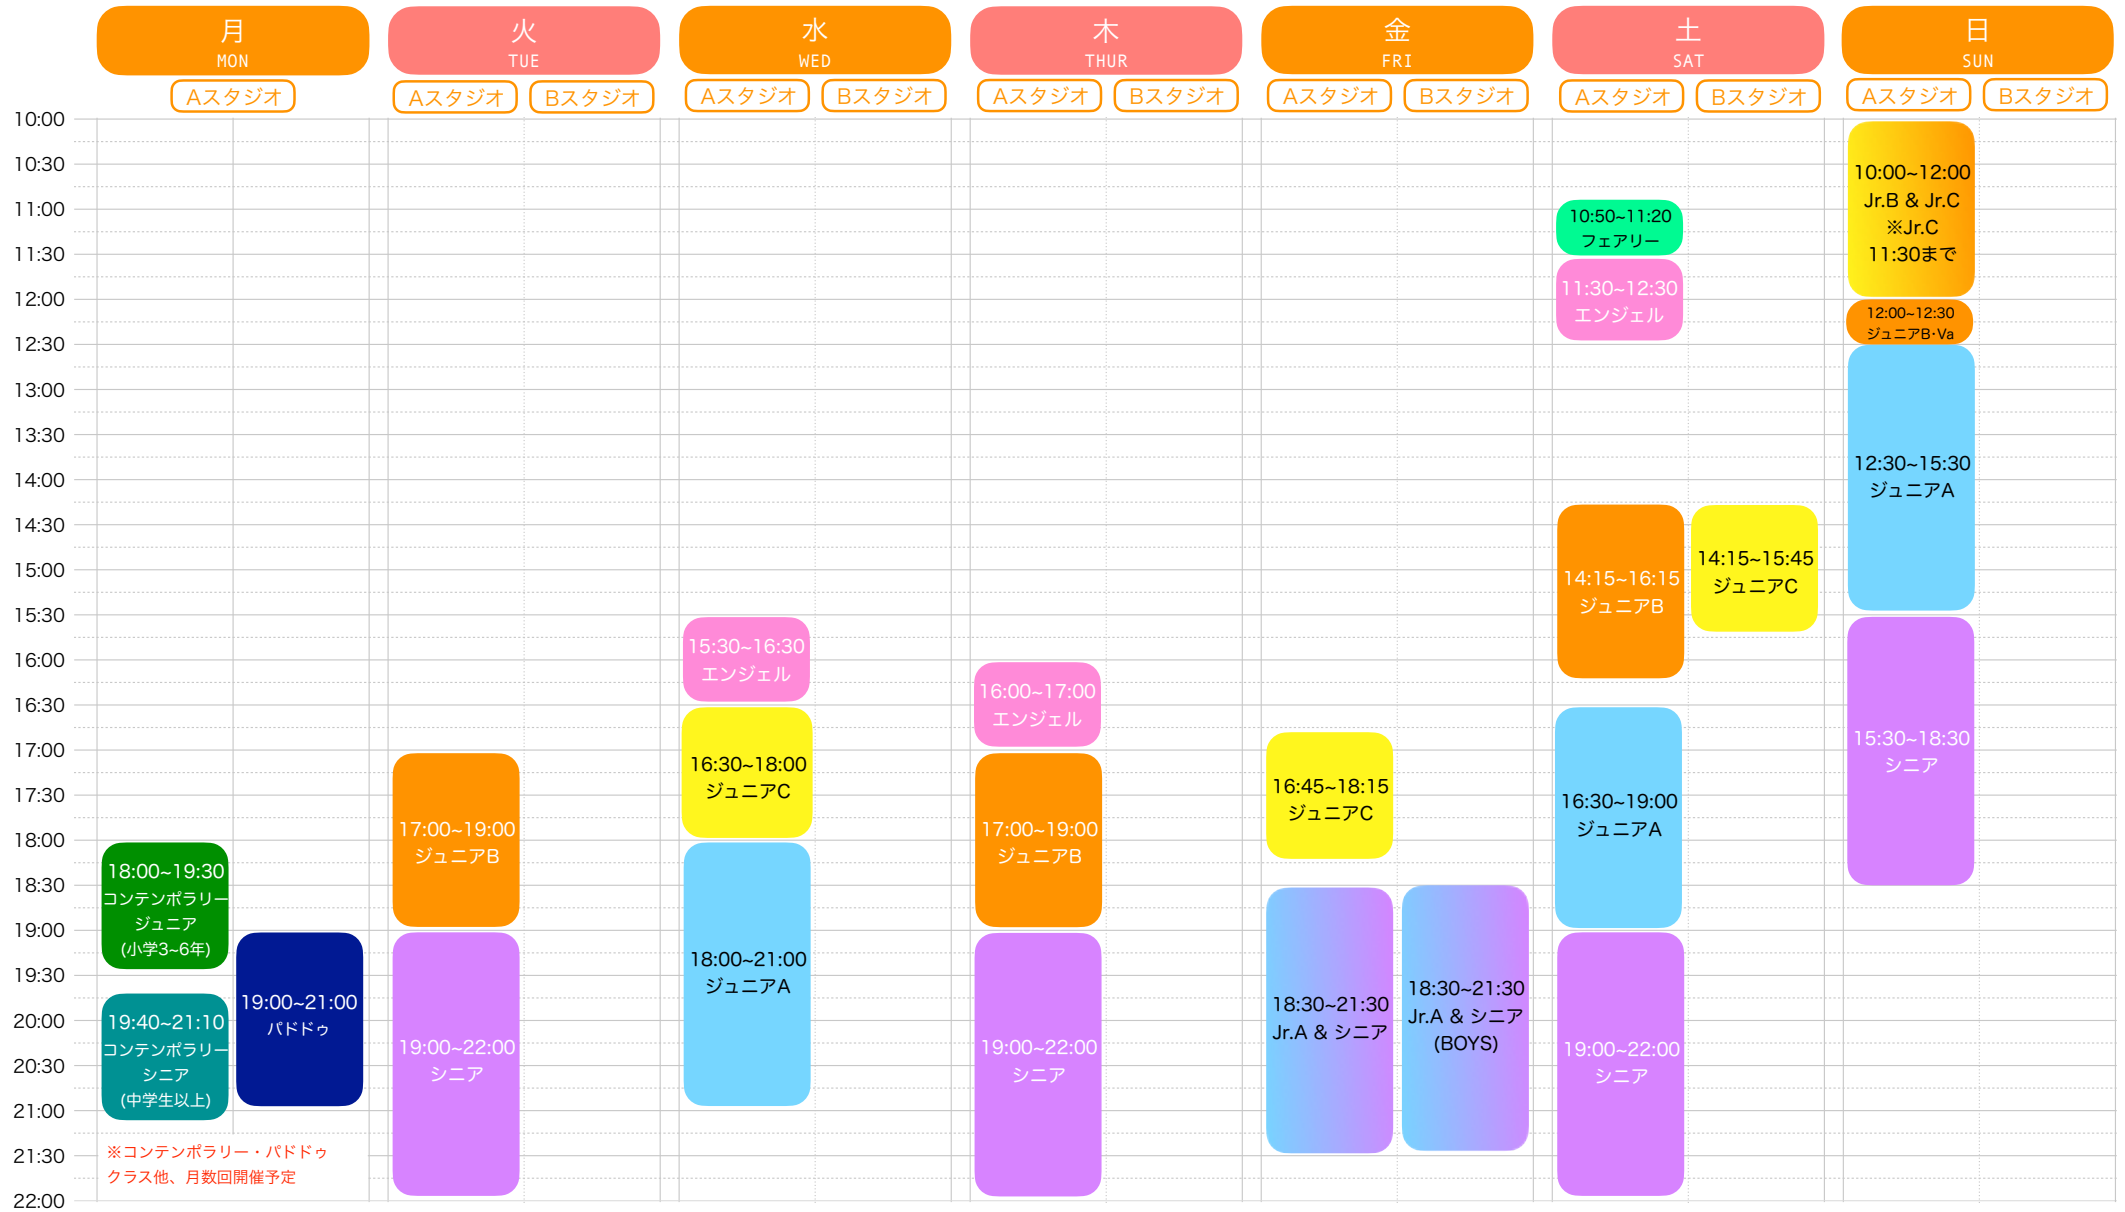 月
MON
Aスタジオ
火
TUE
Aスタジオ
Bスタジオ
水
WED
Aスタジオ
Bスタジオ
木
THUR
Aスタジオ
Bスタジオ
金
FRI
Aスタジオ
Bスタジオ
土
SAT
Aスタジオ
Bスタジオ
日
SUN
Aスタジオ
Bスタジオ
10:00
10:30
11:00
11:30
12:00
12:30
13:00
13:30
14:00
14:30
15:00
15:30
16:00
16:30
17:00
17:30
18:00
18:30
19:00
19:30
20:00
20:30
21:00
21:30
22:00
18:00~19:30
コンテンポラリー
ジュニア
(小学3~6年)
19:40~21:10
コンテンポラリー
シニア
(中学生以上)
19:00~21:00
パドドゥ
※コンテンポラリー・パドドゥ
クラス他、月数回開催予定
17:00~19:00
ジュニアB
19:00~22:00
シニア
15:30~16:30
エンジェル
16:30~18:00
ジュニアC
18:00~21:00
ジュニアA
16:00~17:00
エンジェル
17:00~19:00
ジュニアB
19:00~22:00
シニア
16:45~18:15
ジュニアC
18:30~21:30
Jr.A & シニア
18:30~21:30
Jr.A & シニア
(BOYS)
10:50~11:20
フェアリー
11:30~12:30
エンジェル
14:15~16:15
ジュニアB
16:30~19:00
ジュニアA
19:00~22:00
シニア
14:15~15:45
ジュニアC
10:00~12:00
Jr.B & Jr.C
※Jr.C
11:30まで
12:00~12:30
ジュニアB･Va
12:30~15:30
ジュニアA
15:30~18:30
シニア